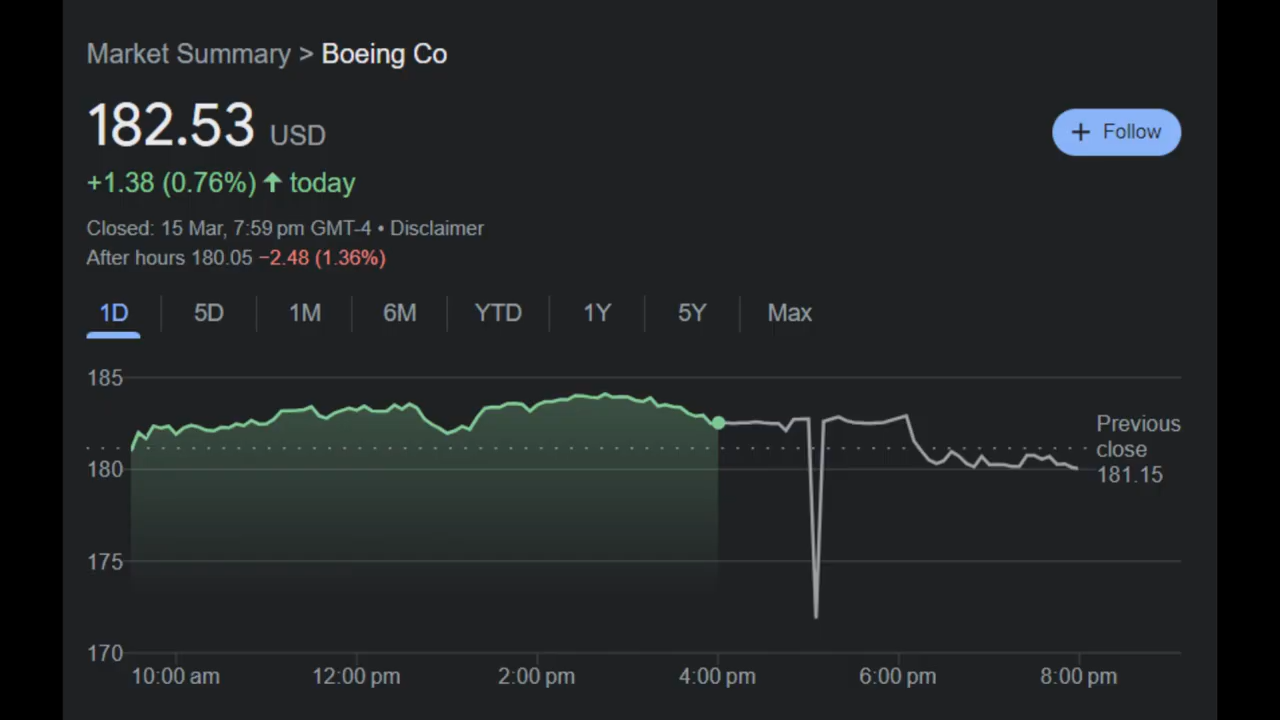 Market Summary > Boeing Co
182.53 USD
+ Follow
+1.38 (0.76%) ↑ today
Closed: 15 Mar, 7:59 pm GMT-4 • Disclaimer
After hours 180.05 −2.48 (1.36%)
1D 5D 1M 6M YTD 1Y 5Y Max
185
180
175
170
Previous
close
181.15
10:00 am 12:00 pm 2:00 pm 4:00 pm 6:00 pm 8:00 pm